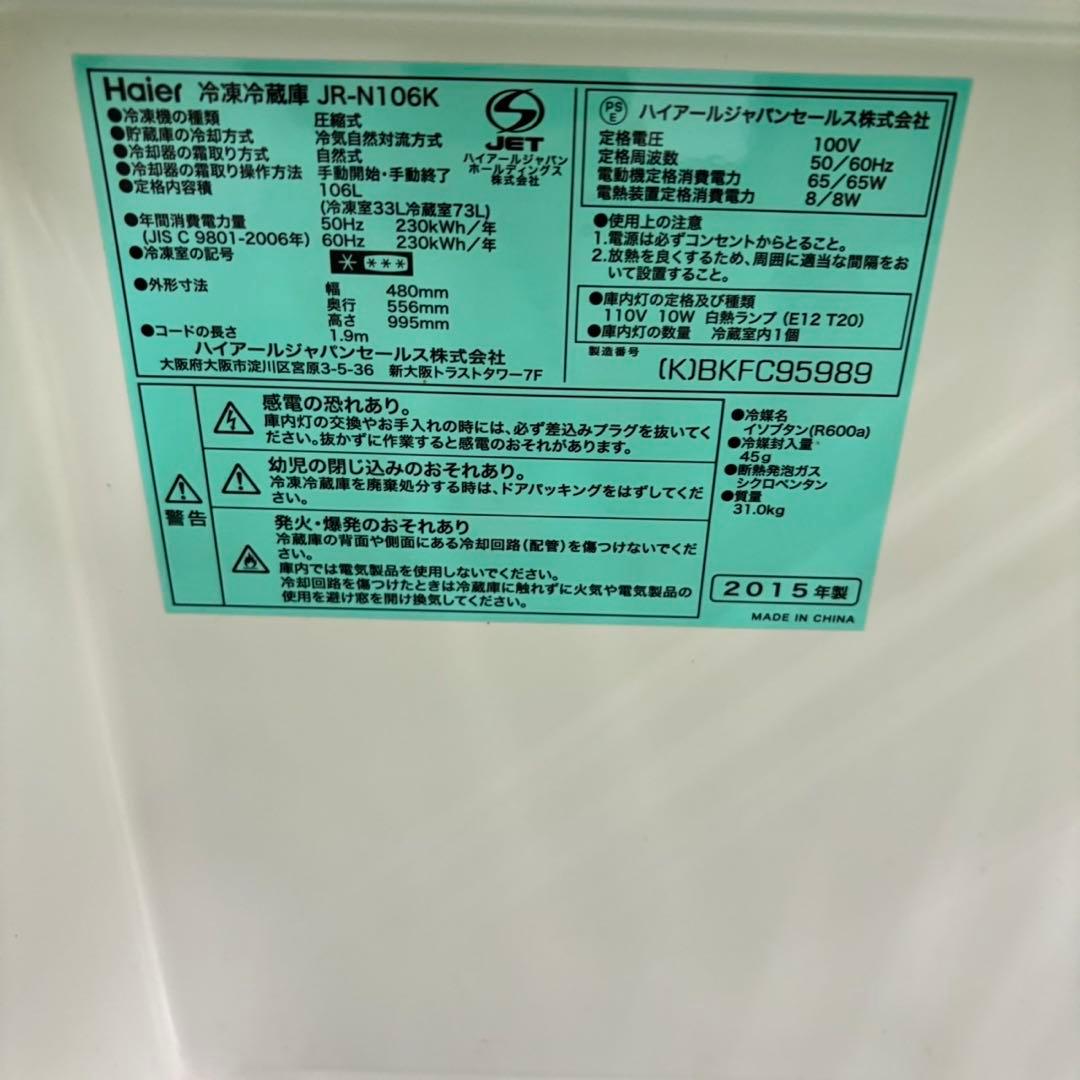 Haier 冷凍冷蔵庫 JR-N106K
●冷凍機の種類 圧縮式
●貯蔵庫の冷却方式 冷気自然対流方式
●冷却器の霜取り方式 自然式
●冷却器の霜取り操作方法 手動開始・手動終了
●定格内容積 106L
(冷凍室33L冷蔵室73L)
●年間消費電力量 50Hz 230kWh/年
(JIS C 9801-2006年) 60Hz 230kWh/年
●冷凍室の記号 * ***
●外形寸法 幅 480mm
奥行 556mm
高さ 995mm
●コードの長さ 1.9m
ハイアールジャパンセールス株式会社
大阪府大阪市淀川区宮原3-5-36 新大阪トラストタワー7F
JET
ハイアールジャパン
ホールディングス
株式会社
PSE ハイアールジャパンセールス株式会社
定格電圧 100V
定格周波数 50/60Hz
電動機定格消費電力 65/65W
電熱装置定格消費電力 8/8W
●使用上の注意
1.電源は必ずコンセントからとること。
2.放熱を良くするため、周囲に適当な間隔をお
いて設置すること。
●庫内灯の定格及び種類
110V 10W 白熱ランプ (E12 T20)
●庫内灯の数量 冷蔵室内1個
製造番号 (K)BKFC95989
警告
感電の恐れあり。
庫内灯の交換やお手入れの時には、必ず差込みプラグを抜いてく
ださい。抜かずに作業すると感電のおそれがあります。
幼児の閉じ込みのおそれあり。
冷凍冷蔵庫を廃棄処分する時は、ドアパッキングをはずしてくだ
さい。
発火・爆発のおそれあり
冷蔵庫の背面や側面にある冷却回路(配管)を傷つけないでくだ
さい。
庫内では電気製品を使用しないでください。
冷却回路を傷つけたときは冷蔵庫に触れずに火気や電気製品の
使用を避け窓を開け換気してください。
●冷媒名
イソブタン(R600a)
●冷媒封入量
45g
●断熱発泡ガス
シクロペンタン
●質量
31.0kg
2015年製
MADE IN CHINA